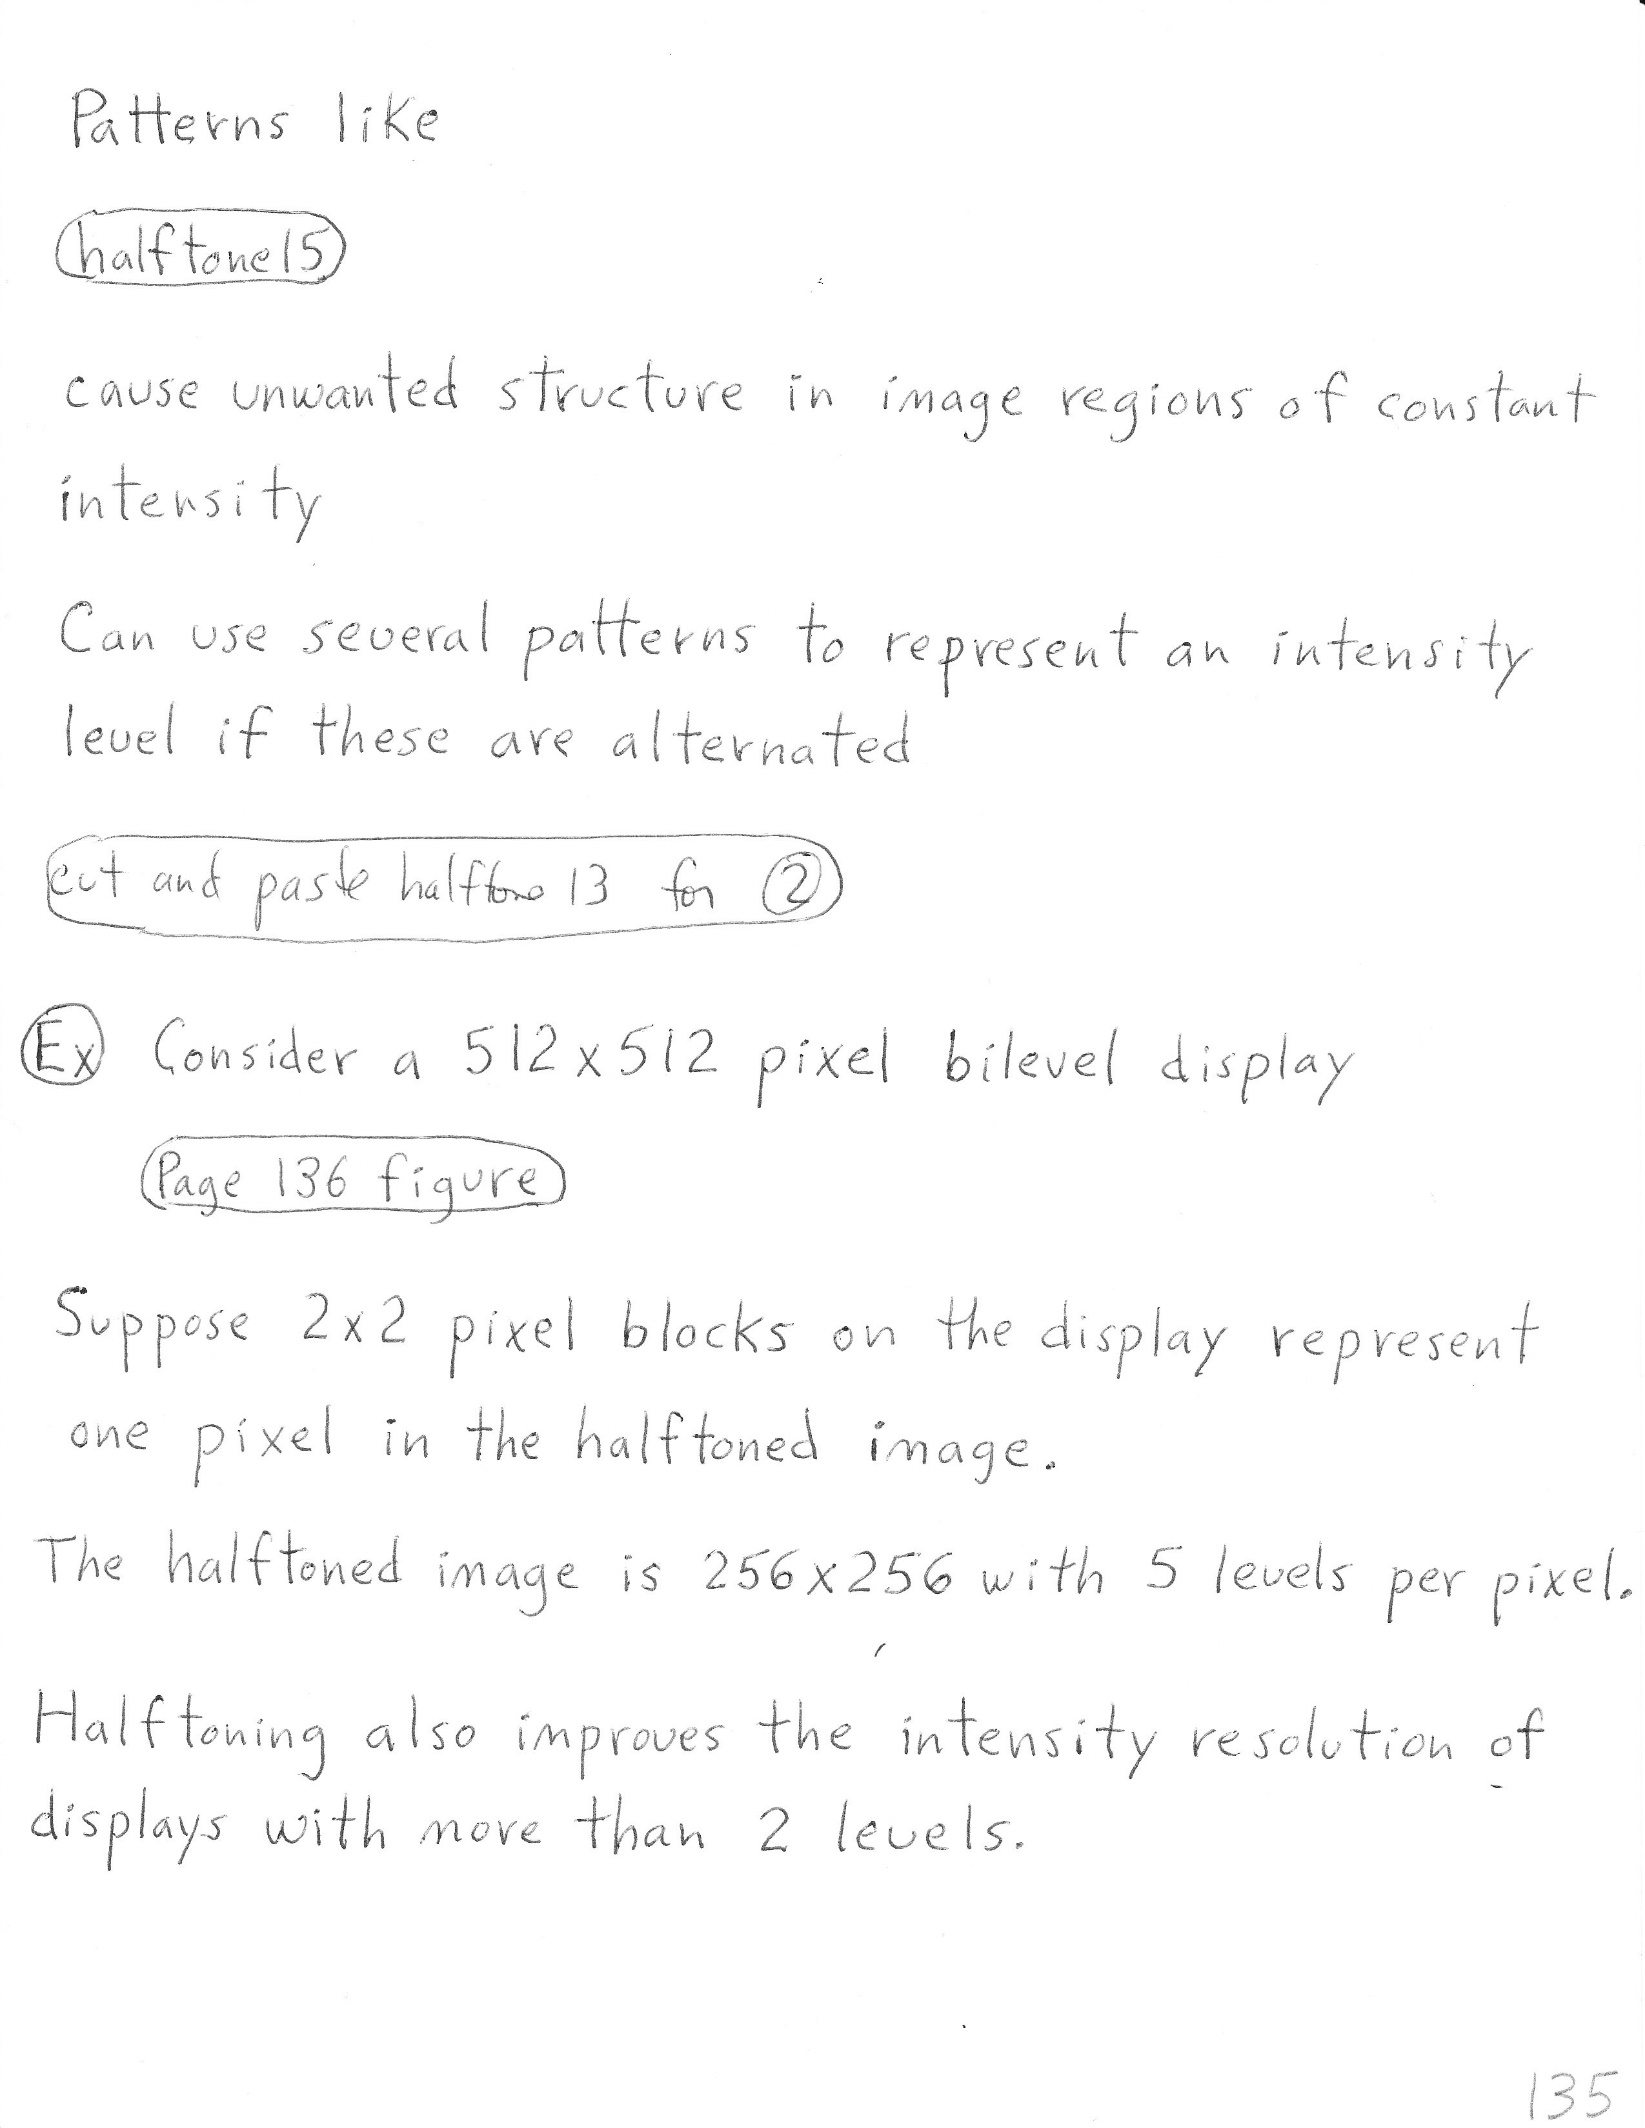 Patterns like
halftone15
cause unwanted structure in image regions of constant
intensity
Can use several patterns to represent an intensity
level if these are alternated
cut and paste halftone 13 for 2
Ex Consider a 512x512 pixel bilevel display
Page 136 figure
Suppose 2x2 pixel blocks on the display represent
one pixel in the halftoned image.
The halftoned image is 256x256 with 5 levels per pixel.
Halftoning also improves the intensity resolution of
displays with more than 2 levels.
135